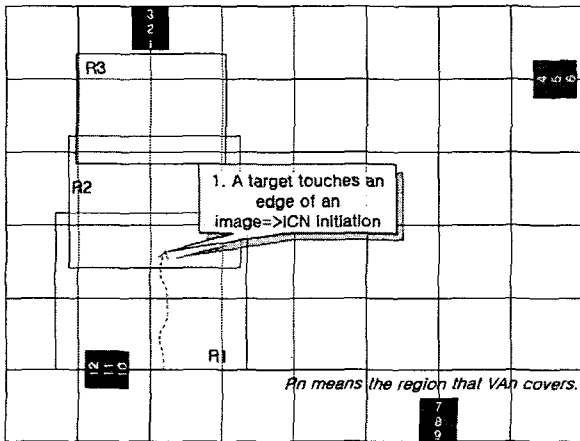 3
2
1
R3
4
5
6
1. A target touches an
edge of an
image=>ICN initiation
R2
R1
12
11
10
Rn means the region that VAn covers.
7
8
9